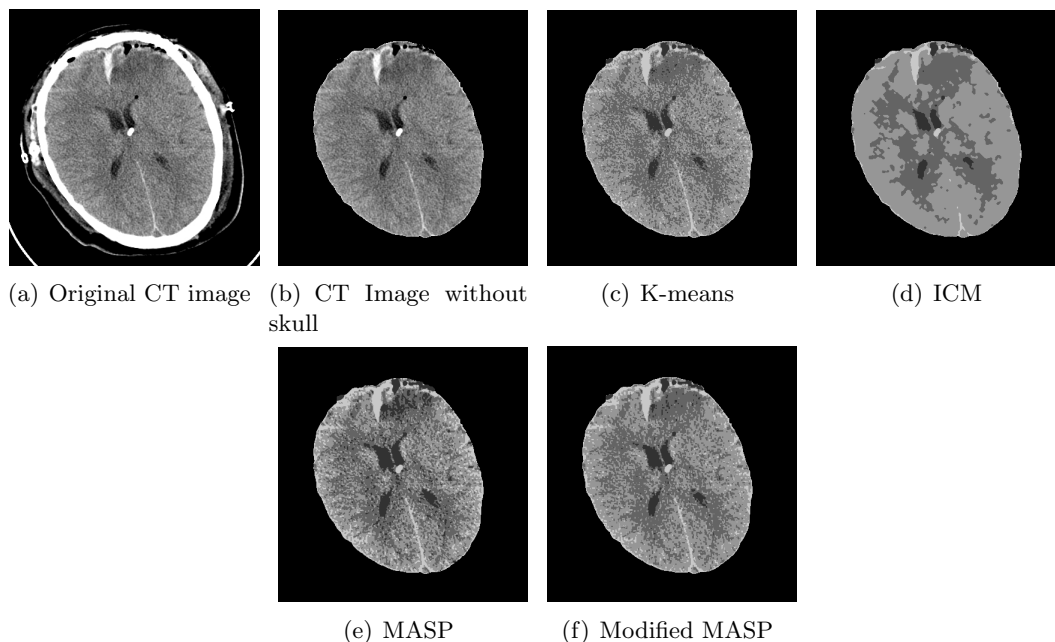 (a) Original CT image
(b) CT Image without
skull
(c) K-means
(d) ICM
(e) MASP
(f) Modified MASP